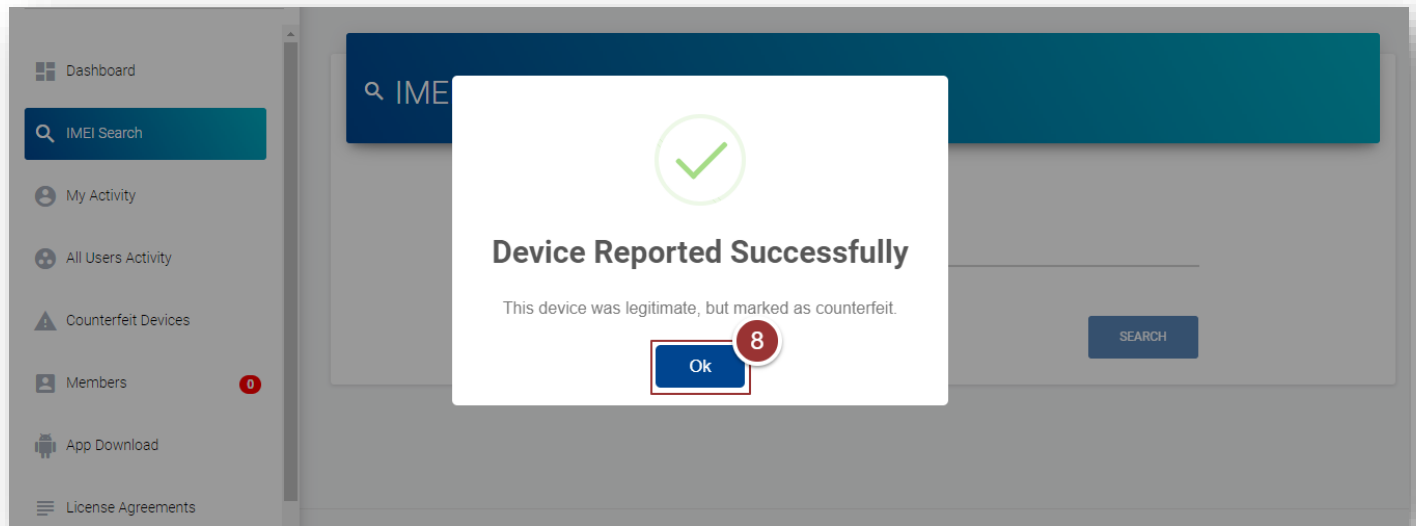 Dashboard
IMEI Search
My Activity
All Users Activity
Counterfeit Devices
Members
0
App Download
License Agreements
IME
Device Reported Successfully
This device was legitimate, but marked as counterfeit.
8
Ok
SEARCH